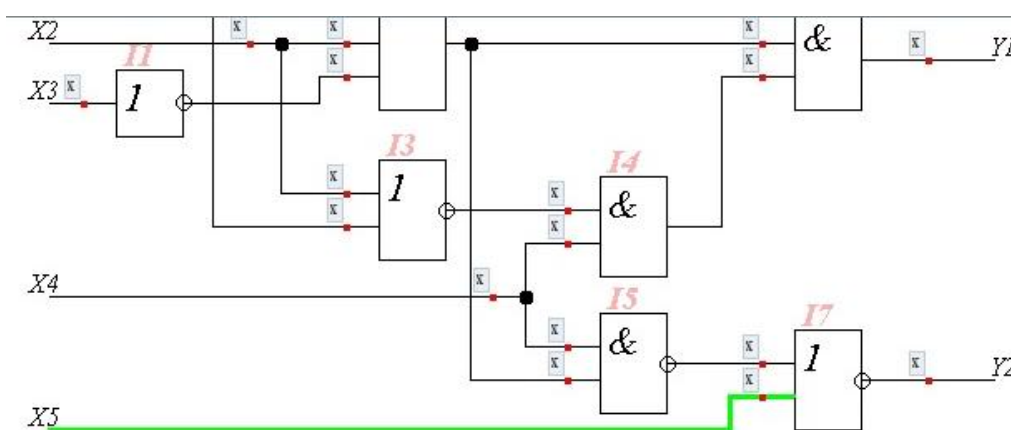 x x x
X2 & x Y1
I1 x x
X3 x 1
I3 I4
x 1 x &
x x
X4 x
I5 I7
x & x 1 x Y2
x x
X5